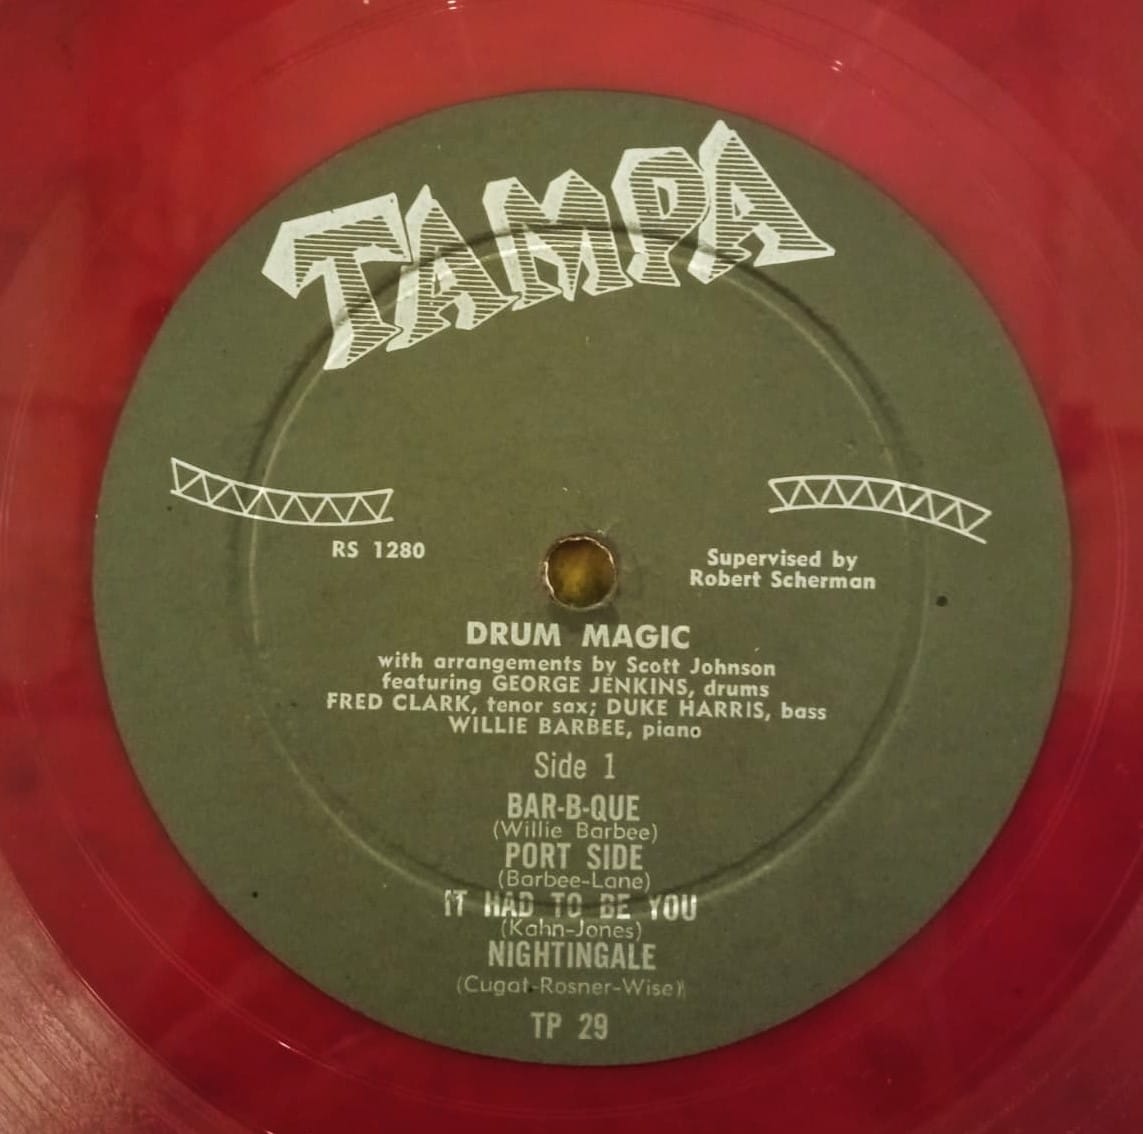 TAMPA
RS 1280
Supervised by
Robert Scherman
DRUM MAGIC
with arrangements by Scott Johnson
featuring GEORGE JENKINS, drums
FRED CLARK, tenor sax; DUKE HARRIS, bass
WILLIE BARBEE, piano
Side 1
BAR-B-QUE
(Willie Barbee)
PORT SIDE
(Barbee-Lane)
IT HAD TO BE YOU
(Kahn-Jones)
NIGHTINGALE
(Cugat-Rosner-Wise)
TP 29